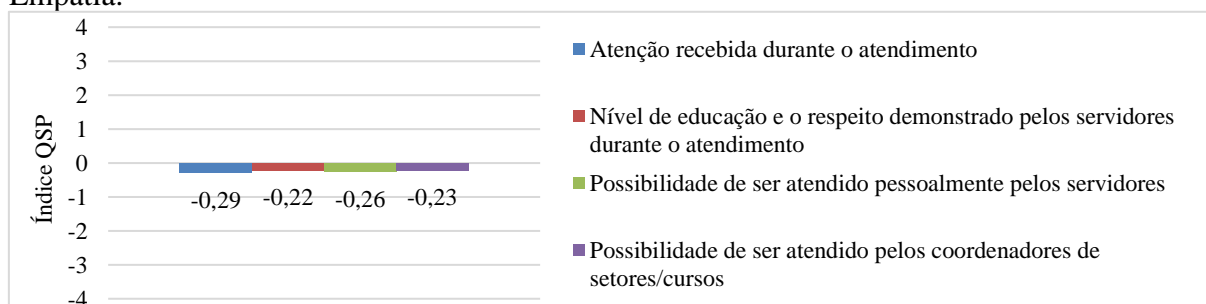 Empatia.
4
3
2
1
0
-1
-2
-3
-4
Índice QSP
-0,29 -0,22 -0,26 -0,23
Atenção recebida durante o atendimento
Nível de educação e o respeito demonstrado pelos servidores
durante o atendimento
Possibilidade de ser atendido pessoalmente pelos servidores
Possibilidade de ser atendido pelos coordenadores de
setores/cursos